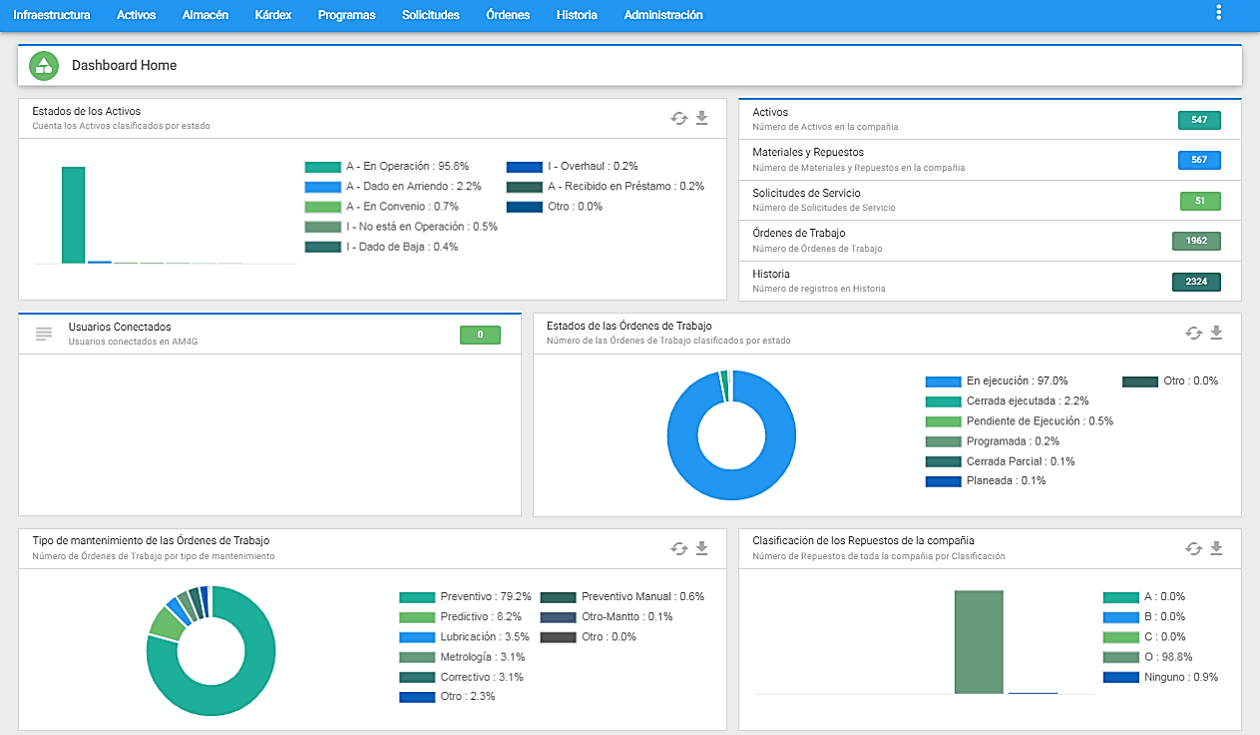 Infraestructura Activos Almacén Kárdex Programas Solicitudes Órdenes Historia Administración
Dashboard Home
Estados de los Activos
Cuenta los Activos clasificados por estado
A - En Operación : 95.8%
A - Dado en Arriendo : 2.2%
A - En Convenio : 0.7%
I - No está en Operación : 0.5%
I - Dado de Baja : 0.4%
I - Overhaul : 0.2%
A - Recibido en Préstamo : 0.2%
Otro : 0.0%
Activos
Número de Activos en la compañia
547
Materiales y Repuestos
Número de Materiales y Repuestos en la compañia
567
Solicitudes de Servicio
Número de Solicitudes de Servicio
51
Órdenes de Trabajo
Número de Órdenes de Trabajo
1962
Historia
Número de registros en Historia
2324
Usuarios Conectados
Usuarios conectados en AM4G
0
Estados de las Órdenes de Trabajo
Número de las Órdenes de Trabajo clasificados por estado
En ejecución : 97.0%
Cerrada ejecutada : 2.2%
Pendiente de Ejecución : 0.5%
Programada : 0.2%
Cerrada Parcial : 0.1%
Planeada : 0.1%
Otro : 0.0%
Tipo de mantenimiento de las Órdenes de Trabajo
Número de Órdenes de Trabajo por tipo de mantenimiento
Preventivo : 79.2%
Predictivo : 8.2%
Lubricación : 3.5%
Metrología : 3.1%
Correctivo : 3.1%
Otro : 2.3%
Preventivo Manual : 0.6%
Otro-Mantto : 0.1%
Otro : 0.0%
Clasificación de los Repuestos de la compañia
Número de Repuestos de toda la compañia por Clasificación
A : 0.0%
B : 0.0%
C : 0.0%
O : 98.8%
Ninguno : 0.9%